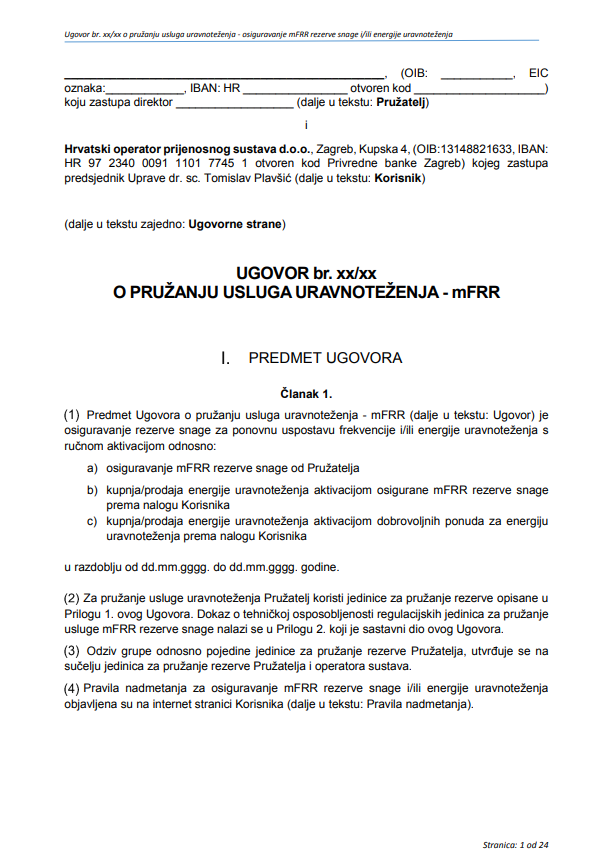 Ugovor br. xx/xx o pružanju usluga uravnoteženja - osiguravanje mFRR rezerve snage i/ili energije uravnoteženja
___________________________________________________, (OIB: ___________, EIC
oznaka:____________, IBAN: HR ________________ otvoren kod ____________________)
koju zastupa direktor __________________ (dalje u tekstu: Pružatelj)
i
Hrvatski operator prijenosnog sustava d.o.o., Zagreb, Kupska 4, (OIB:13148821633, IBAN:
HR 97 2340 0091 1101 7745 1 otvoren kod Privredne banke Zagreb) kojeg zastupa
predsjednik Uprave dr. sc. Tomislav Plavšić (dalje u tekstu: Korisnik)
(dalje u tekstu zajedno: Ugovorne strane)
UGOVOR br. xx/xx
O PRUŽANJU USLUGA URAVNOTEŽENJA - mFRR
I. PREDMET UGOVORA
Članak 1.
(1) Predmet Ugovora o pružanju usluga uravnoteženja - mFRR (dalje u tekstu: Ugovor) je
osiguravanje rezerve snage za ponovnu uspostavu frekvencije i/ili energije uravnoteženja s
ručnom aktivacijom odnosno:
a) osiguravanje mFRR rezerve snage od Pružatelja
b) kupnja/prodaja energije uravnoteženja aktivacijom osigurane mFRR rezerve snage
prema nalogu Korisnika
c) kupnja/prodaja energije uravnoteženja aktivacijom dobrovoljnih ponuda za energiju
uravnoteženja prema nalogu Korisnika
u razdoblju od dd.mm.gggg. do dd.mm.gggg. godine.
(2) Za pružanje usluge uravnoteženja Pružatelj koristi jedinice za pružanje rezerve opisane u
Prilogu 1. ovog Ugovora. Dokaz o tehničkoj osposobljenosti regulacijskih jedinica za pružanje
usluge mFRR rezerve snage nalazi se u Prilogu 2. koji je sastavni dio ovog Ugovora.
(3) Odziv grupe odnosno pojedine jedinice za pružanje rezerve Pružatelja, utvrđuje se na
sučelju jedinica za pružanje rezerve Pružatelja i operatora sustava.
(4) Pravila nadmetanja za osiguravanje mFRR rezerve snage i/ili energije uravnoteženja
objavljena su na internet stranici Korisnika (dalje u tekstu: Pravila nadmetanja).
Stranica: 1 od 24